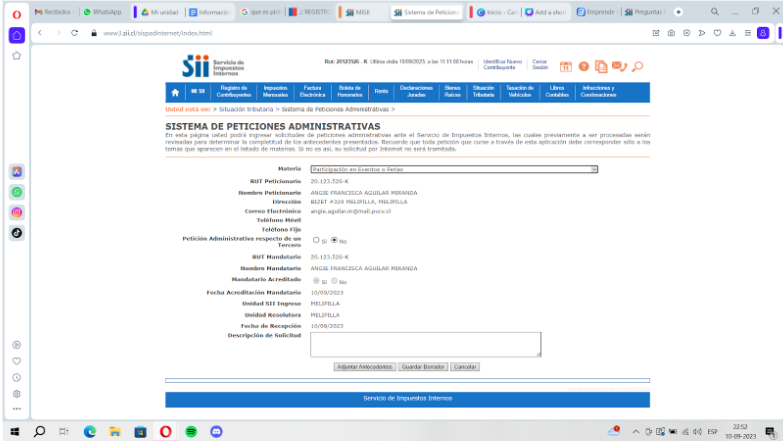 Recibidos
WhatsApp
Mi unidad
Informació
que es pi
REGISTR
MISII
Sistema de Peticion
Inicio - Can
Add a shor
Emprende
Preguntas
www3.sii.cl/sispadinternet/index.html
Sii Servicio de Impuestos Internos
Rut: 20123526 - K Ultima visita 10/09/2023, a las 11:11:00 horas
Identificar Nuevo Contribuyente
Cerrar Sesión
Mi SII
Registro de Contribuyentes
Impuestos Mensuales
Factura Electrónica
Boleta de Honorarios
Renta
Declaraciones Juradas
Bienes Raíces
Situación Tributaria
Tasación de Vehículos
Libros Contables
Infracciones y Condonaciones
Usted está en: > Situación tributaria > Sistema de Peticiones Administrativas >
SISTEMA DE PETICIONES ADMINISTRATIVAS
En esta página usted podrá ingresar solicitudes de peticiones administrativas ante el Servicio de Impuestos Internos, las cuales previamente a ser procesadas serán
revisadas para determinar la completitud de los antecedentes presentados. Recuerde que toda petición que curse a través de esta aplicación debe corresponder sólo a los
temas que aparecen en el listado de materias. Si no es así, su solicitud por Internet no será tramitada.
Materia Participación en Eventos o Ferias
RUT Peticionario 20.123.526-K
Nombre Peticionario ANGIE FRANCISCA AGUILAR MIRANDA
Dirección BIZET #320 MELIPILLA, MELIPILLA
Correo Electrónico angie.aguilar.m@mail.pucv.cl
Teléfono Móvil
Teléfono Fijo
Petición Administrativa respecto de un Tercero Si No
RUT Mandatario 20.123.526-K
Nombre Mandatario ANGIE FRANCISCA AGUILAR MIRANDA
Mandatario Acreditado Si No
Fecha Acreditación Mandatario 10/09/2023
Unidad SII Ingreso MELIPILLA
Unidad Resolutora MELIPILLA
Fecha de Recepción 10/09/2023
Descripción de Solicitud
Adjuntar Antecedentes Guardar Borrador Cancelar
Servicio de Impuestos Internos
ESP
22:52
10-09-2023